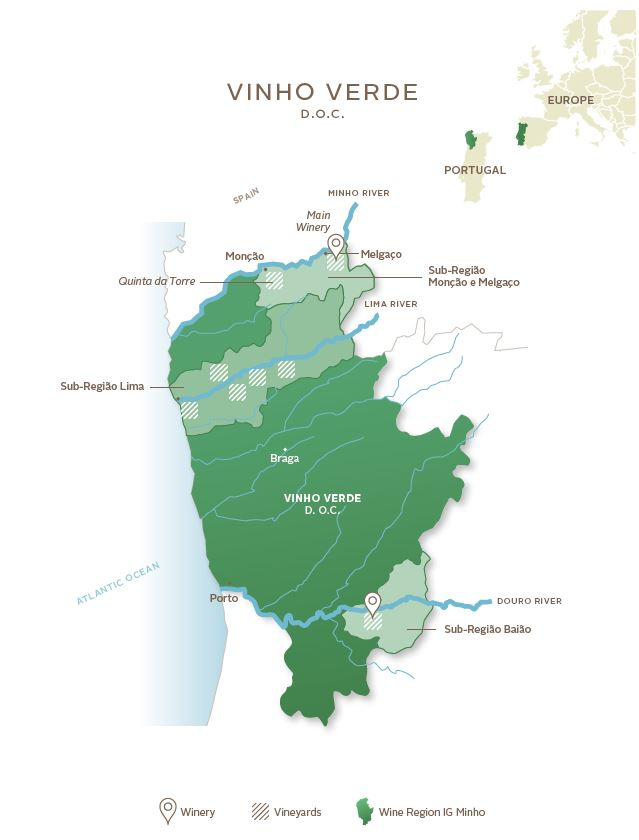 VINHO VERDE
D.O.C.
EUROPE
PORTUGAL
SPAIN
MINHO RIVER
Main
Winery
Monção
Melgaço
Quinta da Torre
Sub-Região
Monção e Melgaço
LIMA RIVER
Sub-Região Lima
Braga
VINHO VERDE
D. O.C.
ATLANTIC OCEAN
Porto
DOURO RIVER
Sub-Região Baião
Winery
Vineyards
Wine Region IG Minho